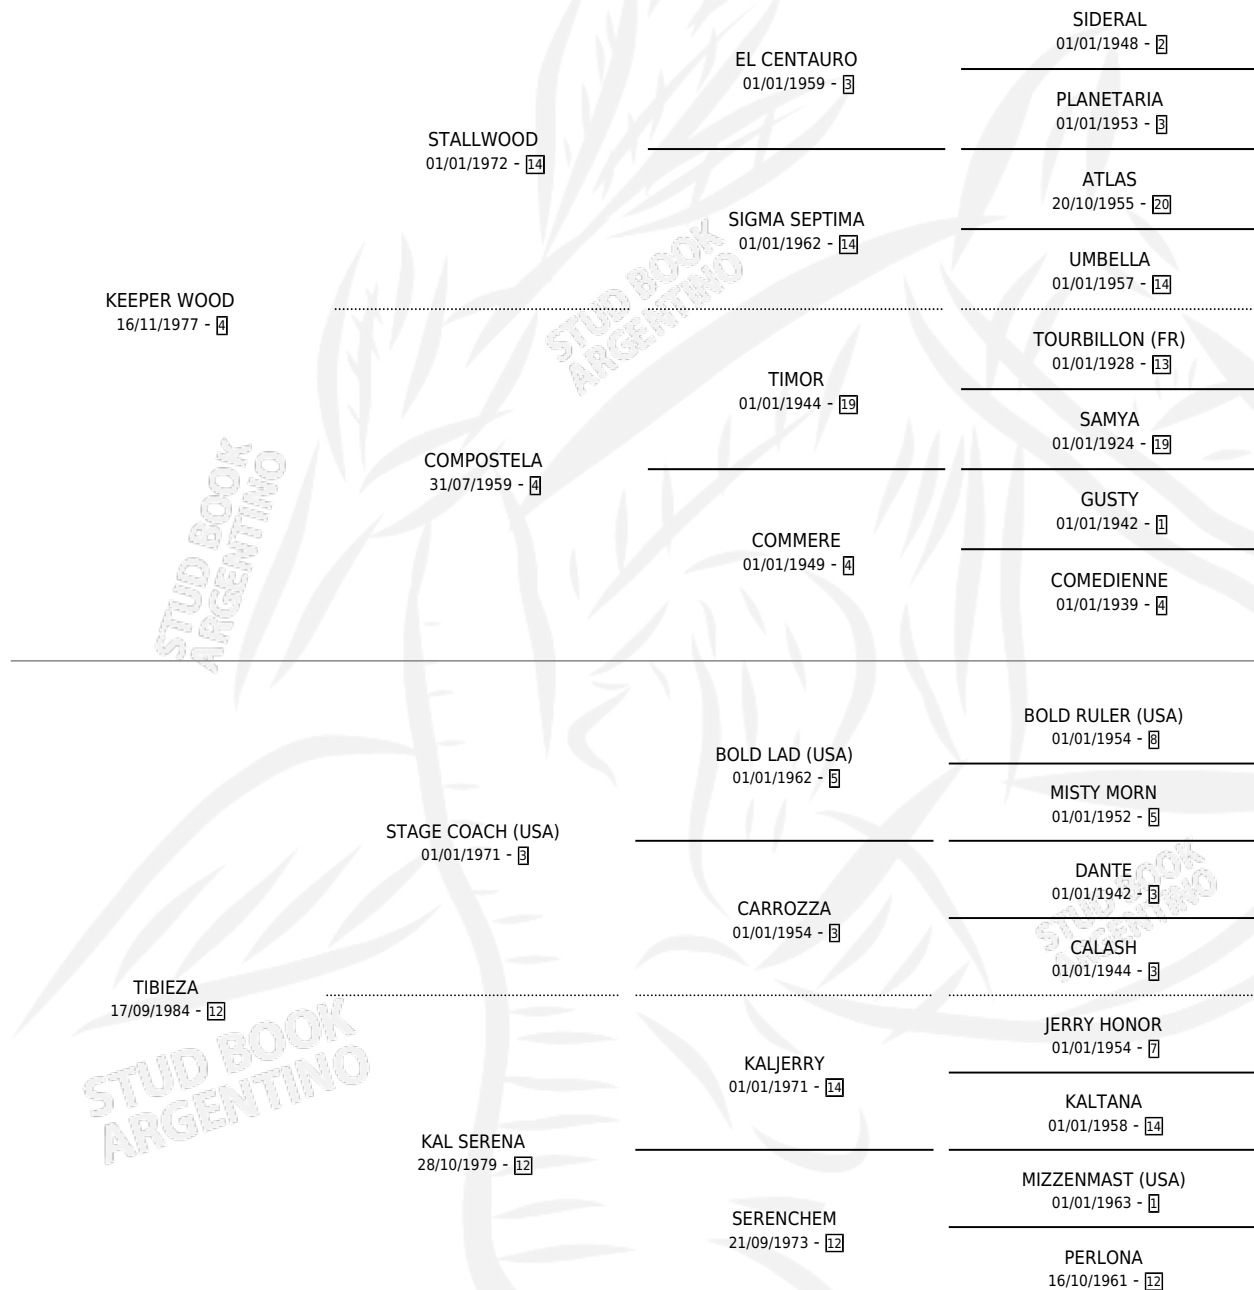 SIDERAL
01/01/1948 - 2
EL CENTAURO
01/01/1959 - 3
PLANETARIA
01/01/1953 - 3
STALLWOOD
01/01/1972 - 14
ATLAS
20/10/1955 - 20
SIGMA SEPTIMA
01/01/1962 - 14
UMBELLA
01/01/1957 - 14
KEEPER WOOD
16/11/1977 - 4
TOURBILLON (FR)
01/01/1928 - 13
TIMOR
01/01/1944 - 19
SAMYA
01/01/1924 - 19
COMPOSTELA
31/07/1959 - 4
GUSTY
01/01/1942 - 1
COMMERE
01/01/1949 - 4
COMEDIENNE
01/01/1939 - 4
BOLD RULER (USA)
01/01/1954 - 8
BOLD LAD (USA)
01/01/1962 - 5
MISTY MORN
01/01/1952 - 5
STAGE COACH (USA)
01/01/1971 - 3
DANTE
01/01/1942 - 3
CARROZZA
01/01/1954 - 3
CALASH
01/01/1944 - 3
TIBIEZA
17/09/1984 - 12
JERRY HONOR
01/01/1954 - 7
KALJERRY
01/01/1971 - 14
KALTANA
01/01/1958 - 14
KAL SERENA
28/10/1979 - 12
MIZZENMAST (USA)
01/01/1963 - 1
SERENCHEM
21/09/1973 - 12
PERLONA
16/10/1961 - 12
STUD BOOK
ARGENTINO
STUD BOOK
ARGENTINO
STUD BOOK
ARGENTINO
STUD BOOK
ARGENTINO